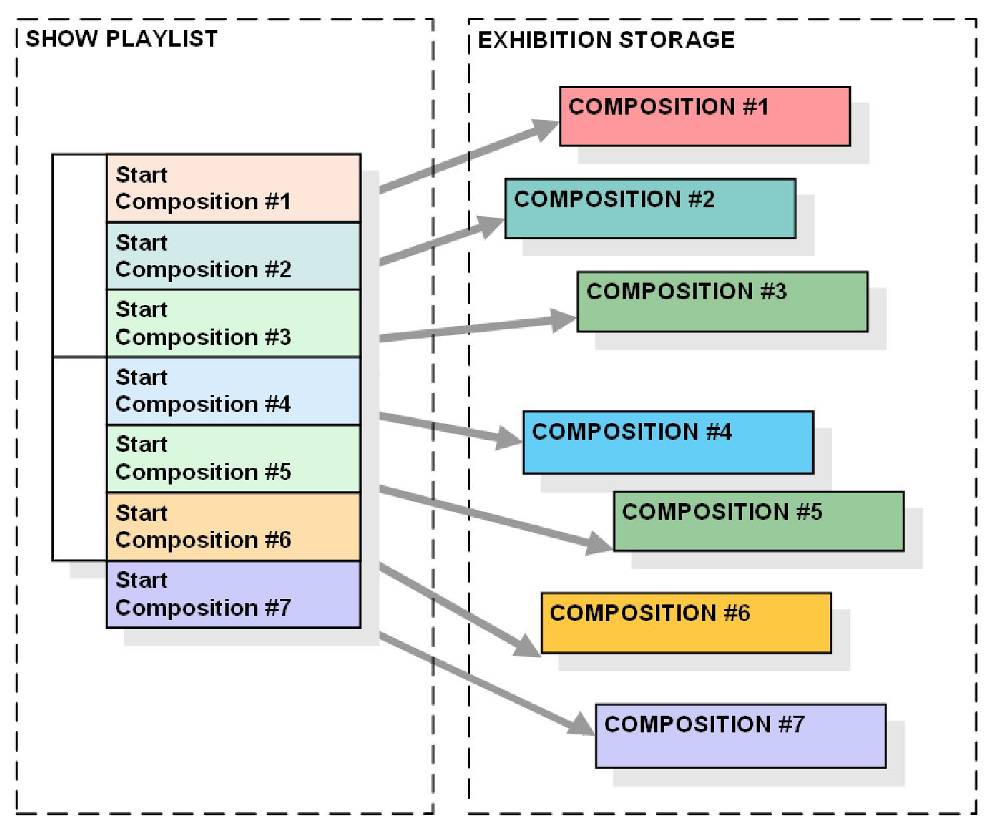 SHOW PLAYLIST
Start
Composition #1
Start
Composition #2
Start
Composition #3
Start
Composition #4
Start
Composition #5
Start
Composition #6
Start
Composition #7
EXHIBITION STORAGE
COMPOSITION #1
COMPOSITION #2
COMPOSITION #3
COMPOSITION #4
COMPOSITION #5
COMPOSITION #6
COMPOSITION #7